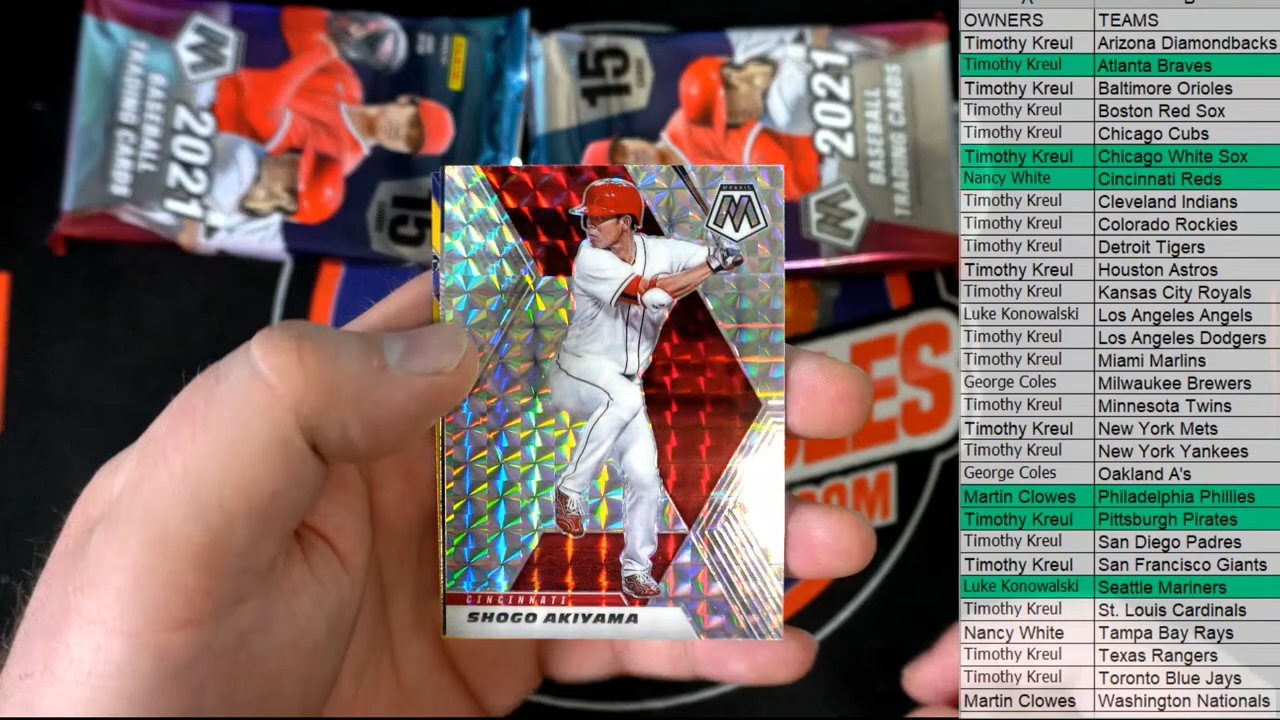 BASEBALL
TRADING CARDS
2021
15
15
2021
BASEBALL
TRADING CARDS
PANINI
MOSAIC
M
CINCINNATI
SHOGO AKIYAMA
OWNERS TEAMS
Timothy Kreul Arizona Diamondbacks
Timothy Kreul Atlanta Braves
Timothy Kreul Baltimore Orioles
Timothy Kreul Boston Red Sox
Timothy Kreul Chicago Cubs
Timothy Kreul Chicago White Sox
Nancy White Cincinnati Reds
Timothy Kreul Cleveland Indians
Timothy Kreul Colorado Rockies
Timothy Kreul Detroit Tigers
Timothy Kreul Houston Astros
Timothy Kreul Kansas City Royals
Luke Konowalski Los Angeles Angels
Timothy Kreul Los Angeles Dodgers
Timothy Kreul Miami Marlins
George Coles Milwaukee Brewers
Timothy Kreul Minnesota Twins
Timothy Kreul New York Mets
Timothy Kreul New York Yankees
George Coles Oakland A's
Martin Clowes Philadelphia Phillies
Timothy Kreul Pittsburgh Pirates
Timothy Kreul San Diego Padres
Timothy Kreul San Francisco Giants
Luke Konowalski Seattle Mariners
Timothy Kreul St. Louis Cardinals
Nancy White Tampa Bay Rays
Timothy Kreul Texas Rangers
Timothy Kreul Toronto Blue Jays
Martin Clowes Washington Nationals